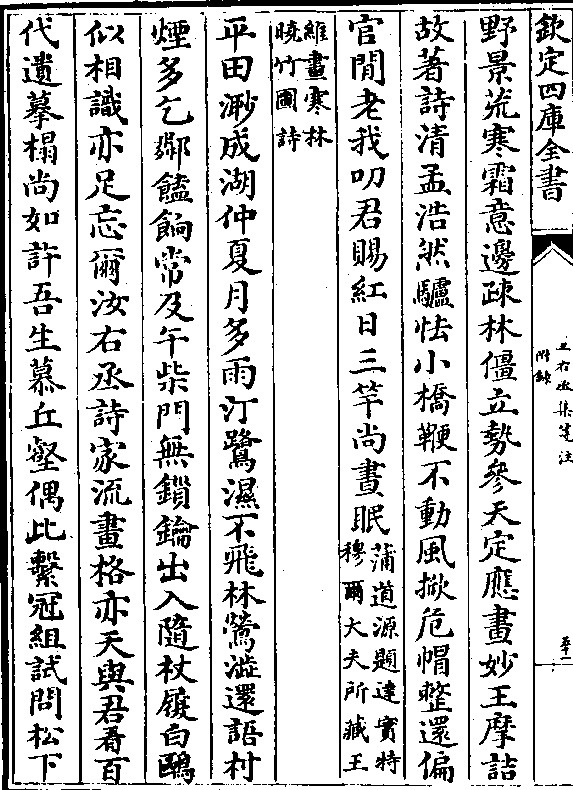 欽定四庫全書
王右丞集箋注
附錄
野景荒寒霜意邊疎林僵立勢參天定應畫妙王摩詰
故著詩清孟浩然驢怯小橋鞭不動風掀危帽整還偏
官閒老我叨君賜紅日三竿尚晝眠
蒲道源題達實特
穆爾大夫所藏王
維畫寒林
曉竹圖詩
平田渺成湖仲夏月多雨汀鷺濕不飛林鶯澁還語村
煙多乞鄰饁餉常及午柴門無鎖鑰出入隨杖屨白鷗
似相識亦足忘爾汝右丞詩家流畫格亦天與君看百
代遺摹榻尚如許吾生慕丘壑偶此繫冠組試問松下